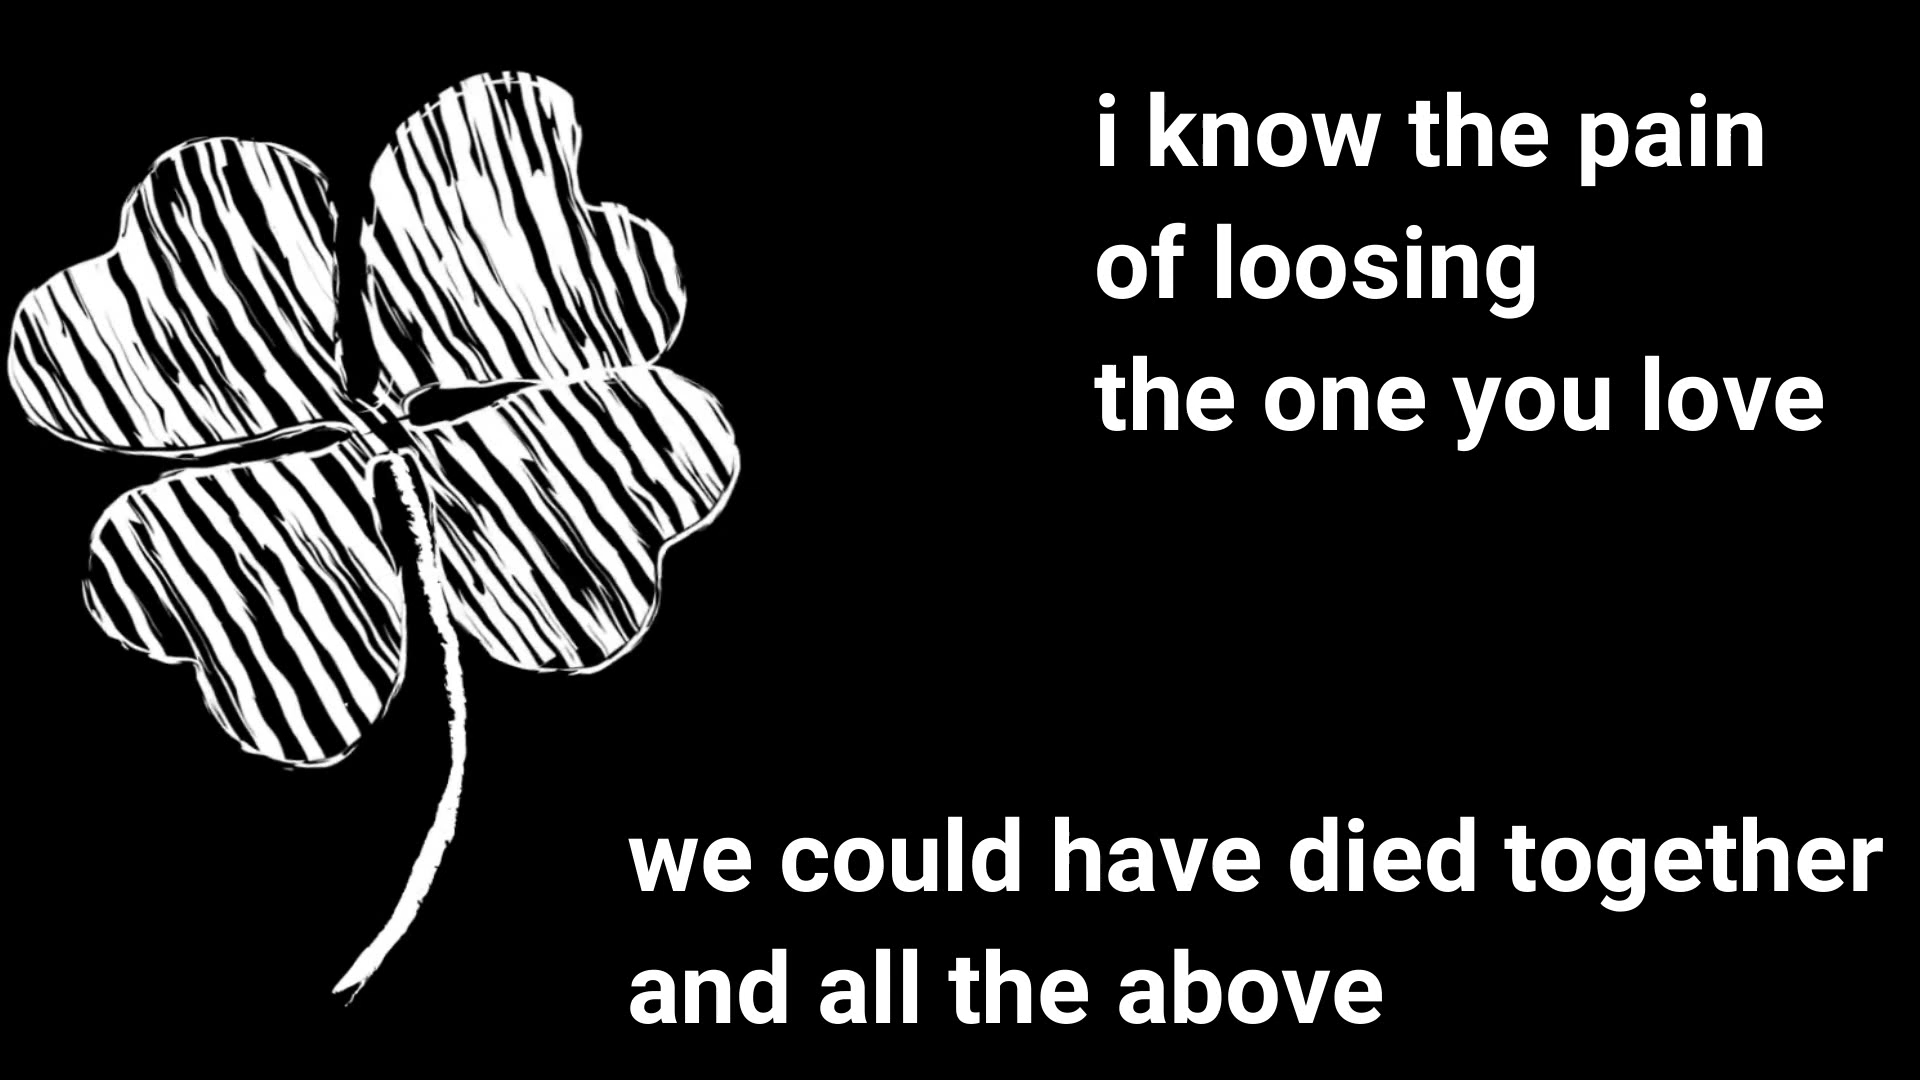 i know the pain
of loosing
the one you love
we could have died together
and all the above